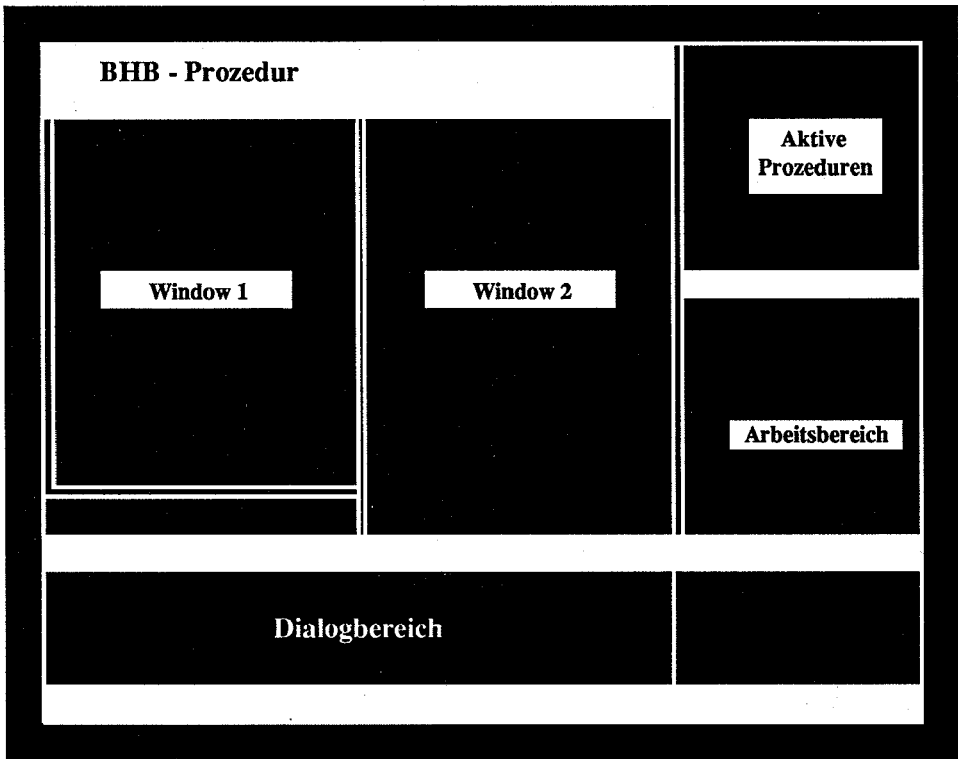 BHB - Prozedur
Aktive
Prozeduren
Window 1
Window 2
Arbeitsbereich
Dialogbereich